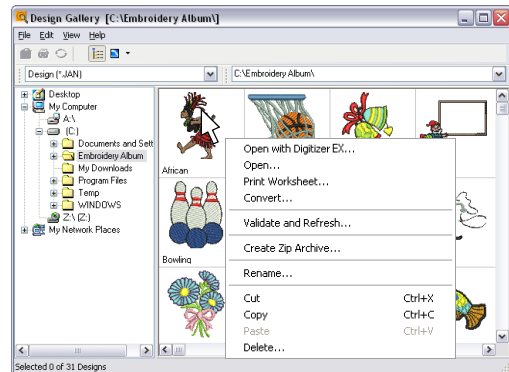 Design Gallery [C:\Embroidery Album\]
File Edit View Help
Design (*.JAN)
C:\Embroidery Album\
Desktop
My Computer
A:\
(C:)
Documents and Sett
Embroidery Album
My Downloads
Program Files
Temp
WINDOWS
Z:\ (Z:)
My Network Places
African
Bowling
Open with Digitizer EX...
Open...
Print Worksheet...
Convert...
Validate and Refresh...
Create Zip Archive...
Rename...
Cut Ctrl+X
Copy Ctrl+C
Paste Ctrl+V
Delete...
Selected 0 of 31 Designs